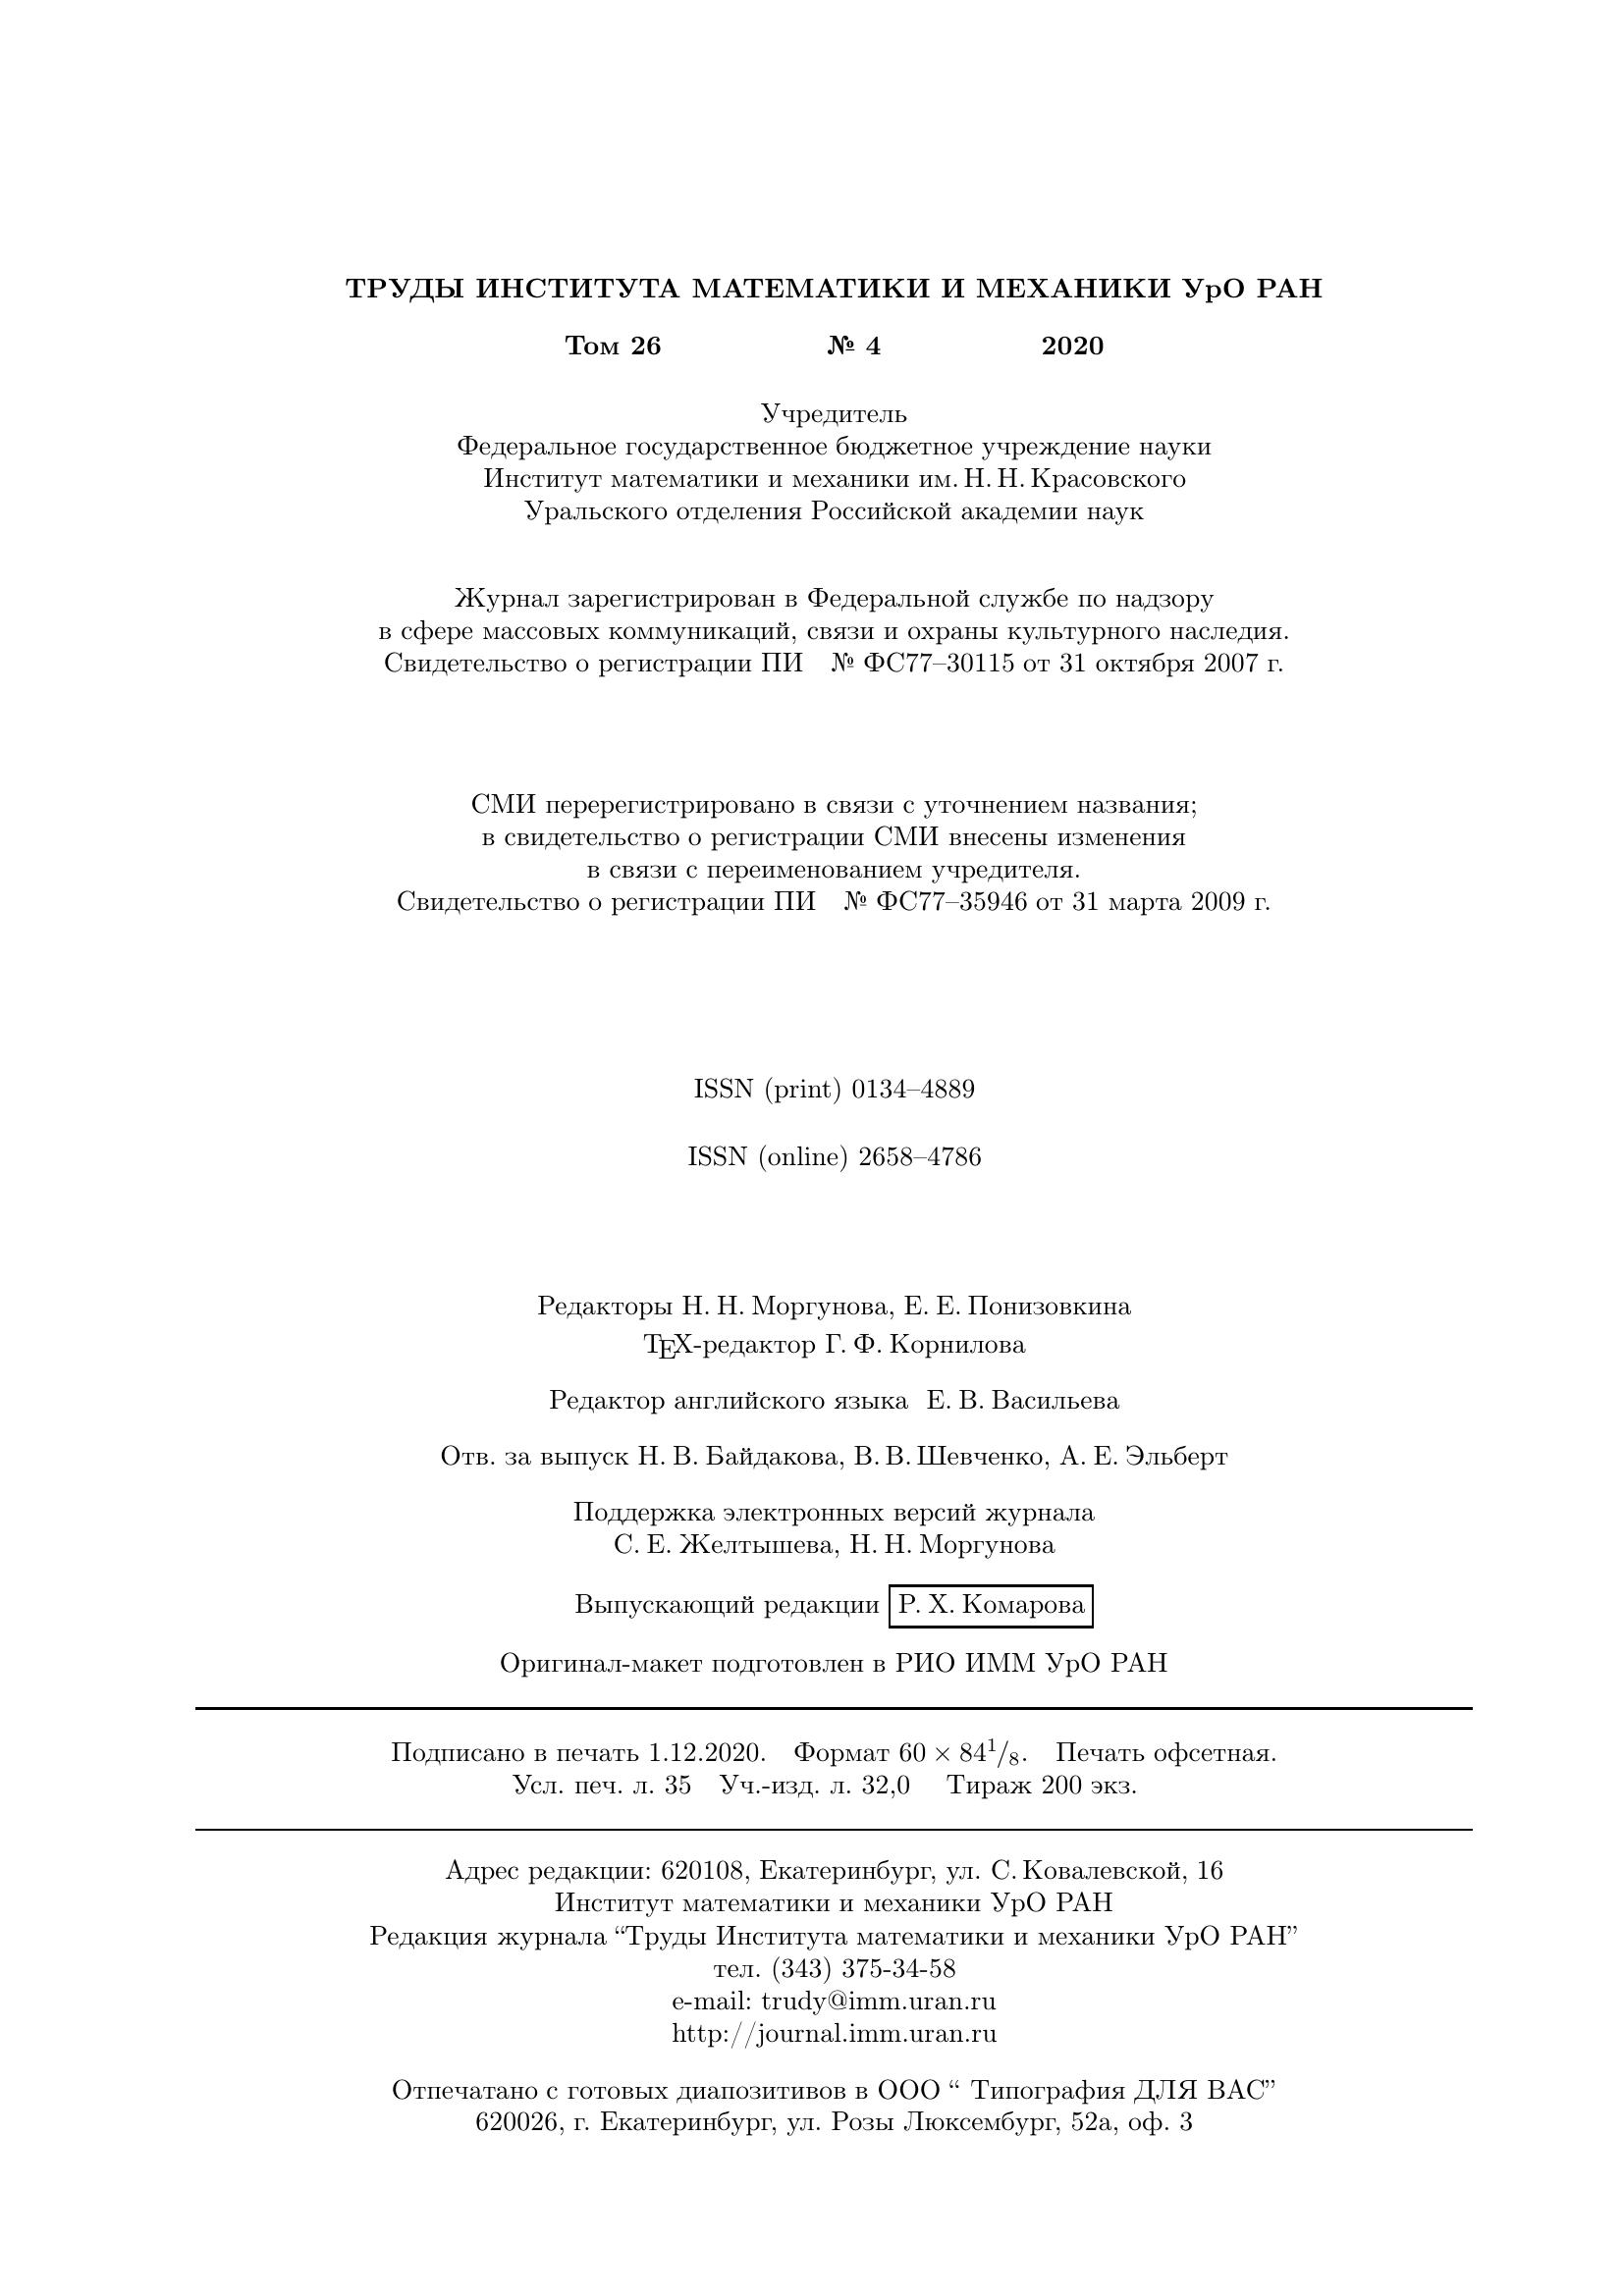 ТРУДЫ ИНСТИТУТА МАТЕМАТИКИ И МЕХАНИКИ УрО РАН
Том 26 № 4 2020
Учредитель
Федеральное государственное бюджетное учреждение науки
Институт математики и механики им. Н. Н. Красовского
Уральского отделения Российской академии наук
Журнал зарегистрирован в Федеральной службе по надзору
в сфере массовых коммуникаций, связи и охраны культурного наследия.
Свидетельство о регистрации ПИ № ФС77–30115 от 31 октября 2007 г.
СМИ перерегистрировано в связи с уточнением названия;
в свидетельство о регистрации СМИ внесены изменения
в связи с переименованием учредителя.
Свидетельство о регистрации ПИ № ФС77–35946 от 31 марта 2009 г.
ISSN (print) 0134–4889
ISSN (online) 2658–4786
Редакторы Н. Н. Моргунова, Е. Е. Понизовкина
TEX-редактор Г. Ф. Корнилова
Редактор английского языка Е. В. Васильева
Отв. за выпуск Н. В. Байдакова, В. В. Шевченко, А. Е. Эльберт
Поддержка электронных версий журнала
С. Е. Желтышева, Н. Н. Моргунова
Выпускающий редакции Р. Х. Комарова
Оригинал-макет подготовлен в РИО ИММ УрО РАН
Подписано в печать 1.12.2020. Формат 60 × 84¹/₈. Печать офсетная.
Усл. печ. л. 35 Уч.-изд. л. 32,0 Тираж 200 экз.
Адрес редакции: 620108, Екатеринбург, ул. С. Ковалевской, 16
Институт математики и механики УрО РАН
Редакция журнала “Труды Института математики и механики УрО РАН”
тел. (343) 375-34-58
e-mail: trudy@imm.uran.ru
http://journal.imm.uran.ru
Отпечатано с готовых диапозитивов в ООО “ Типография ДЛЯ ВАС”
620026, г. Екатеринбург, ул. Розы Люксембург, 52а, оф. 3